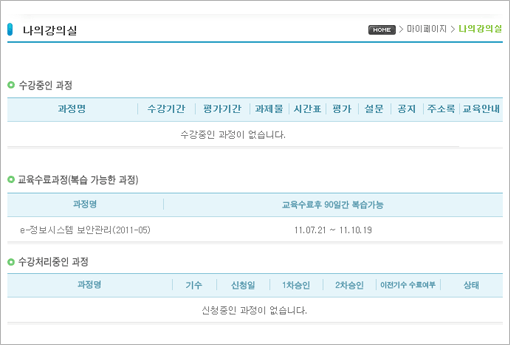 나의강의실
HOME > 마이페이지 > 나의강의실
수강중인 과정
과정명 수강기간 평가기간 과제물 시간표 평가 설문 공지 주소록 교육안내
수강중인 과정이 없습니다.
교육수료과정(복습 가능한 과정)
과정명 교육수료후 90일간 복습가능
e-정보시스템 보안관리(2011-05) 11.07.21 ~ 11.10.19
수강처리중인 과정
과정명 기수 신청일 1차승인 2차승인 이전기수 수료여부 상태
신청중인 과정이 없습니다.